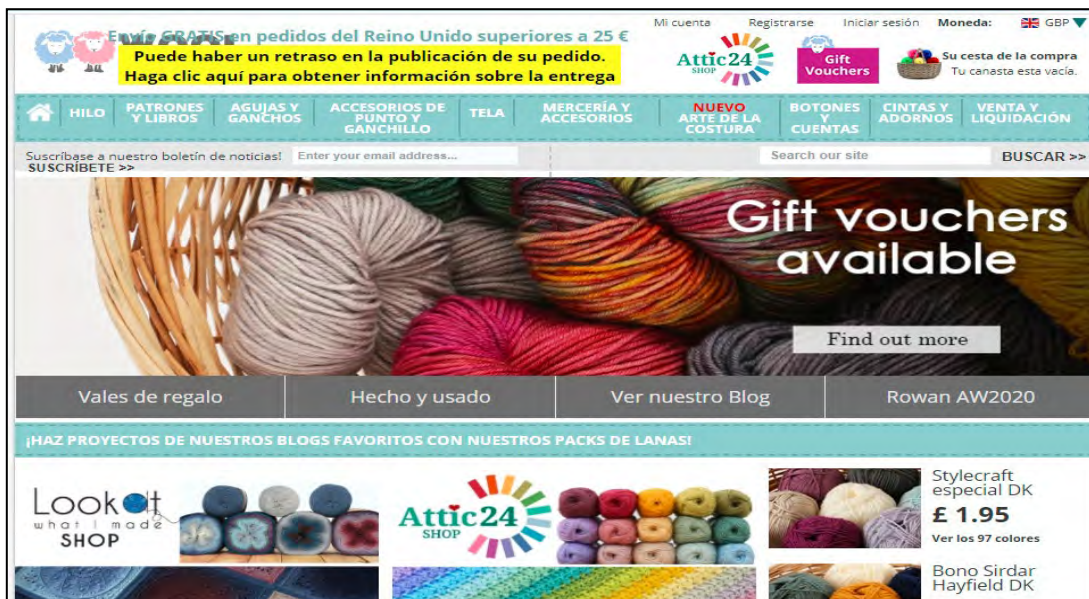 Mi cuenta Registrarse Iniciar sesión Moneda: GBP
Envío GRATIS en pedidos del Reino Unido superiores a 25 €
Puede haber un retraso en la publicación de su pedido.
Haga clic aquí para obtener información sobre la entrega
Attic24
SHOP
Gift
Vouchers
Su cesta de la compra
Tu canasta esta vacía.
HILO
PATRONES
Y LIBROS
AGUJAS Y
GANCHOS
ACCESORIOS DE
PUNTO Y
GANCHILLO
TELA
MERCERÍA Y
ACCESORIOS
NUEVO
ARTE DE LA
COSTURA
BOTONES
Y
CUENTAS
CINTAS Y
ADORNOS
VENTA Y
LIQUIDACIÓN
Suscríbase a nuestro boletín de noticias! Enter your email address...
SUSCRÍBETE >>
Search our site BUSCAR >>
Gift vouchers
available
Find out more
Vales de regalo Hecho y usado Ver nuestro Blog Rowan AW2020
¡HAZ PROYECTOS DE NUESTROS BLOGS FAVORITOS CON NUESTROS PACKS DE LANAS!
Look at
what I made
SHOP
Attic24
SHOP
Stylecraft
especial DK
£ 1.95
Ver los 97 colores
Bono Sirdar
Hayfield DK